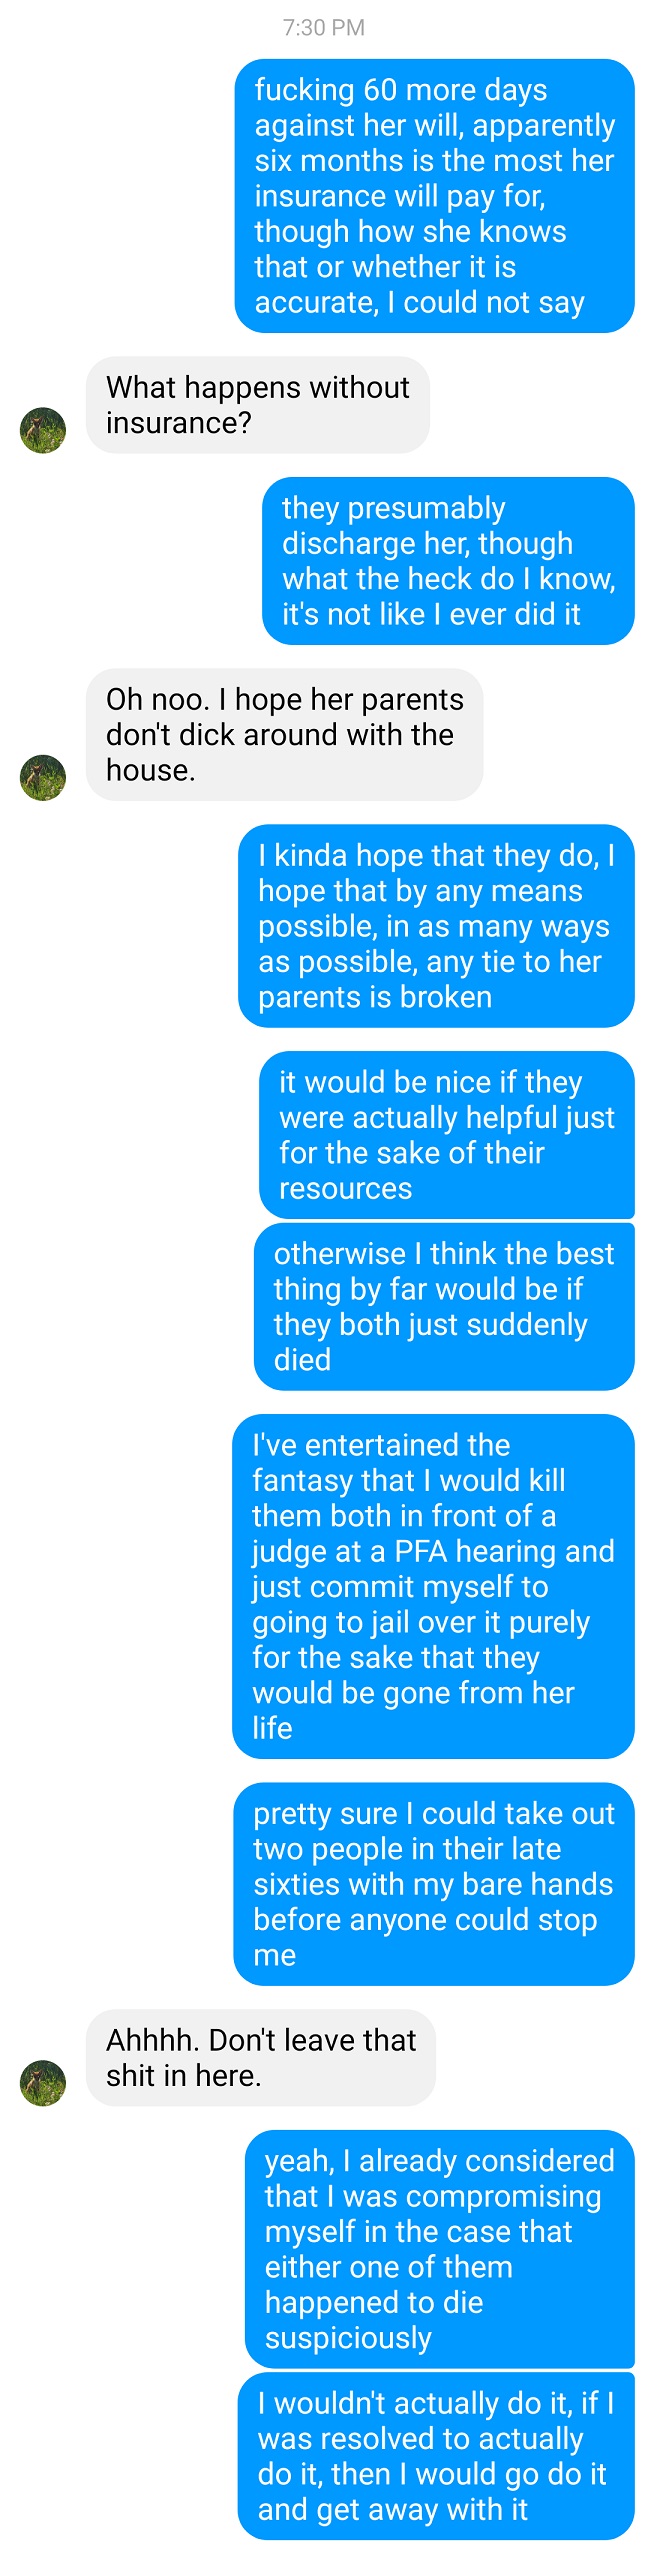 7:30 PM
fucking 60 more days
against her will, apparently
six months is the most her
insurance will pay for,
though how she knows
that or whether it is
accurate, I could not say
What happens without
insurance?
they presumably
discharge her, though
what the heck do I know,
it's not like I ever did it
Oh noo. I hope her parents
don't dick around with the
house.
I kinda hope that they do, I
hope that by any means
possible, in as many ways
as possible, any tie to her
parents is broken
it would be nice if they
were actually helpful just
for the sake of their
resources
otherwise I think the best
thing by far would be if
they both just suddenly
died
I've entertained the
fantasy that I would kill
them both in front of a
judge at a PFA hearing and
just commit myself to
going to jail over it purely
for the sake that they
would be gone from her
life
pretty sure I could take out
two people in their late
sixties with my bare hands
before anyone could stop
me
Ahhhh. Don't leave that
shit in here.
yeah, I already considered
that I was compromising
myself in the case that
either one of them
happened to die
suspiciously
I wouldn't actually do it, if I
was resolved to actually
do it, then I would go do it
and get away with it